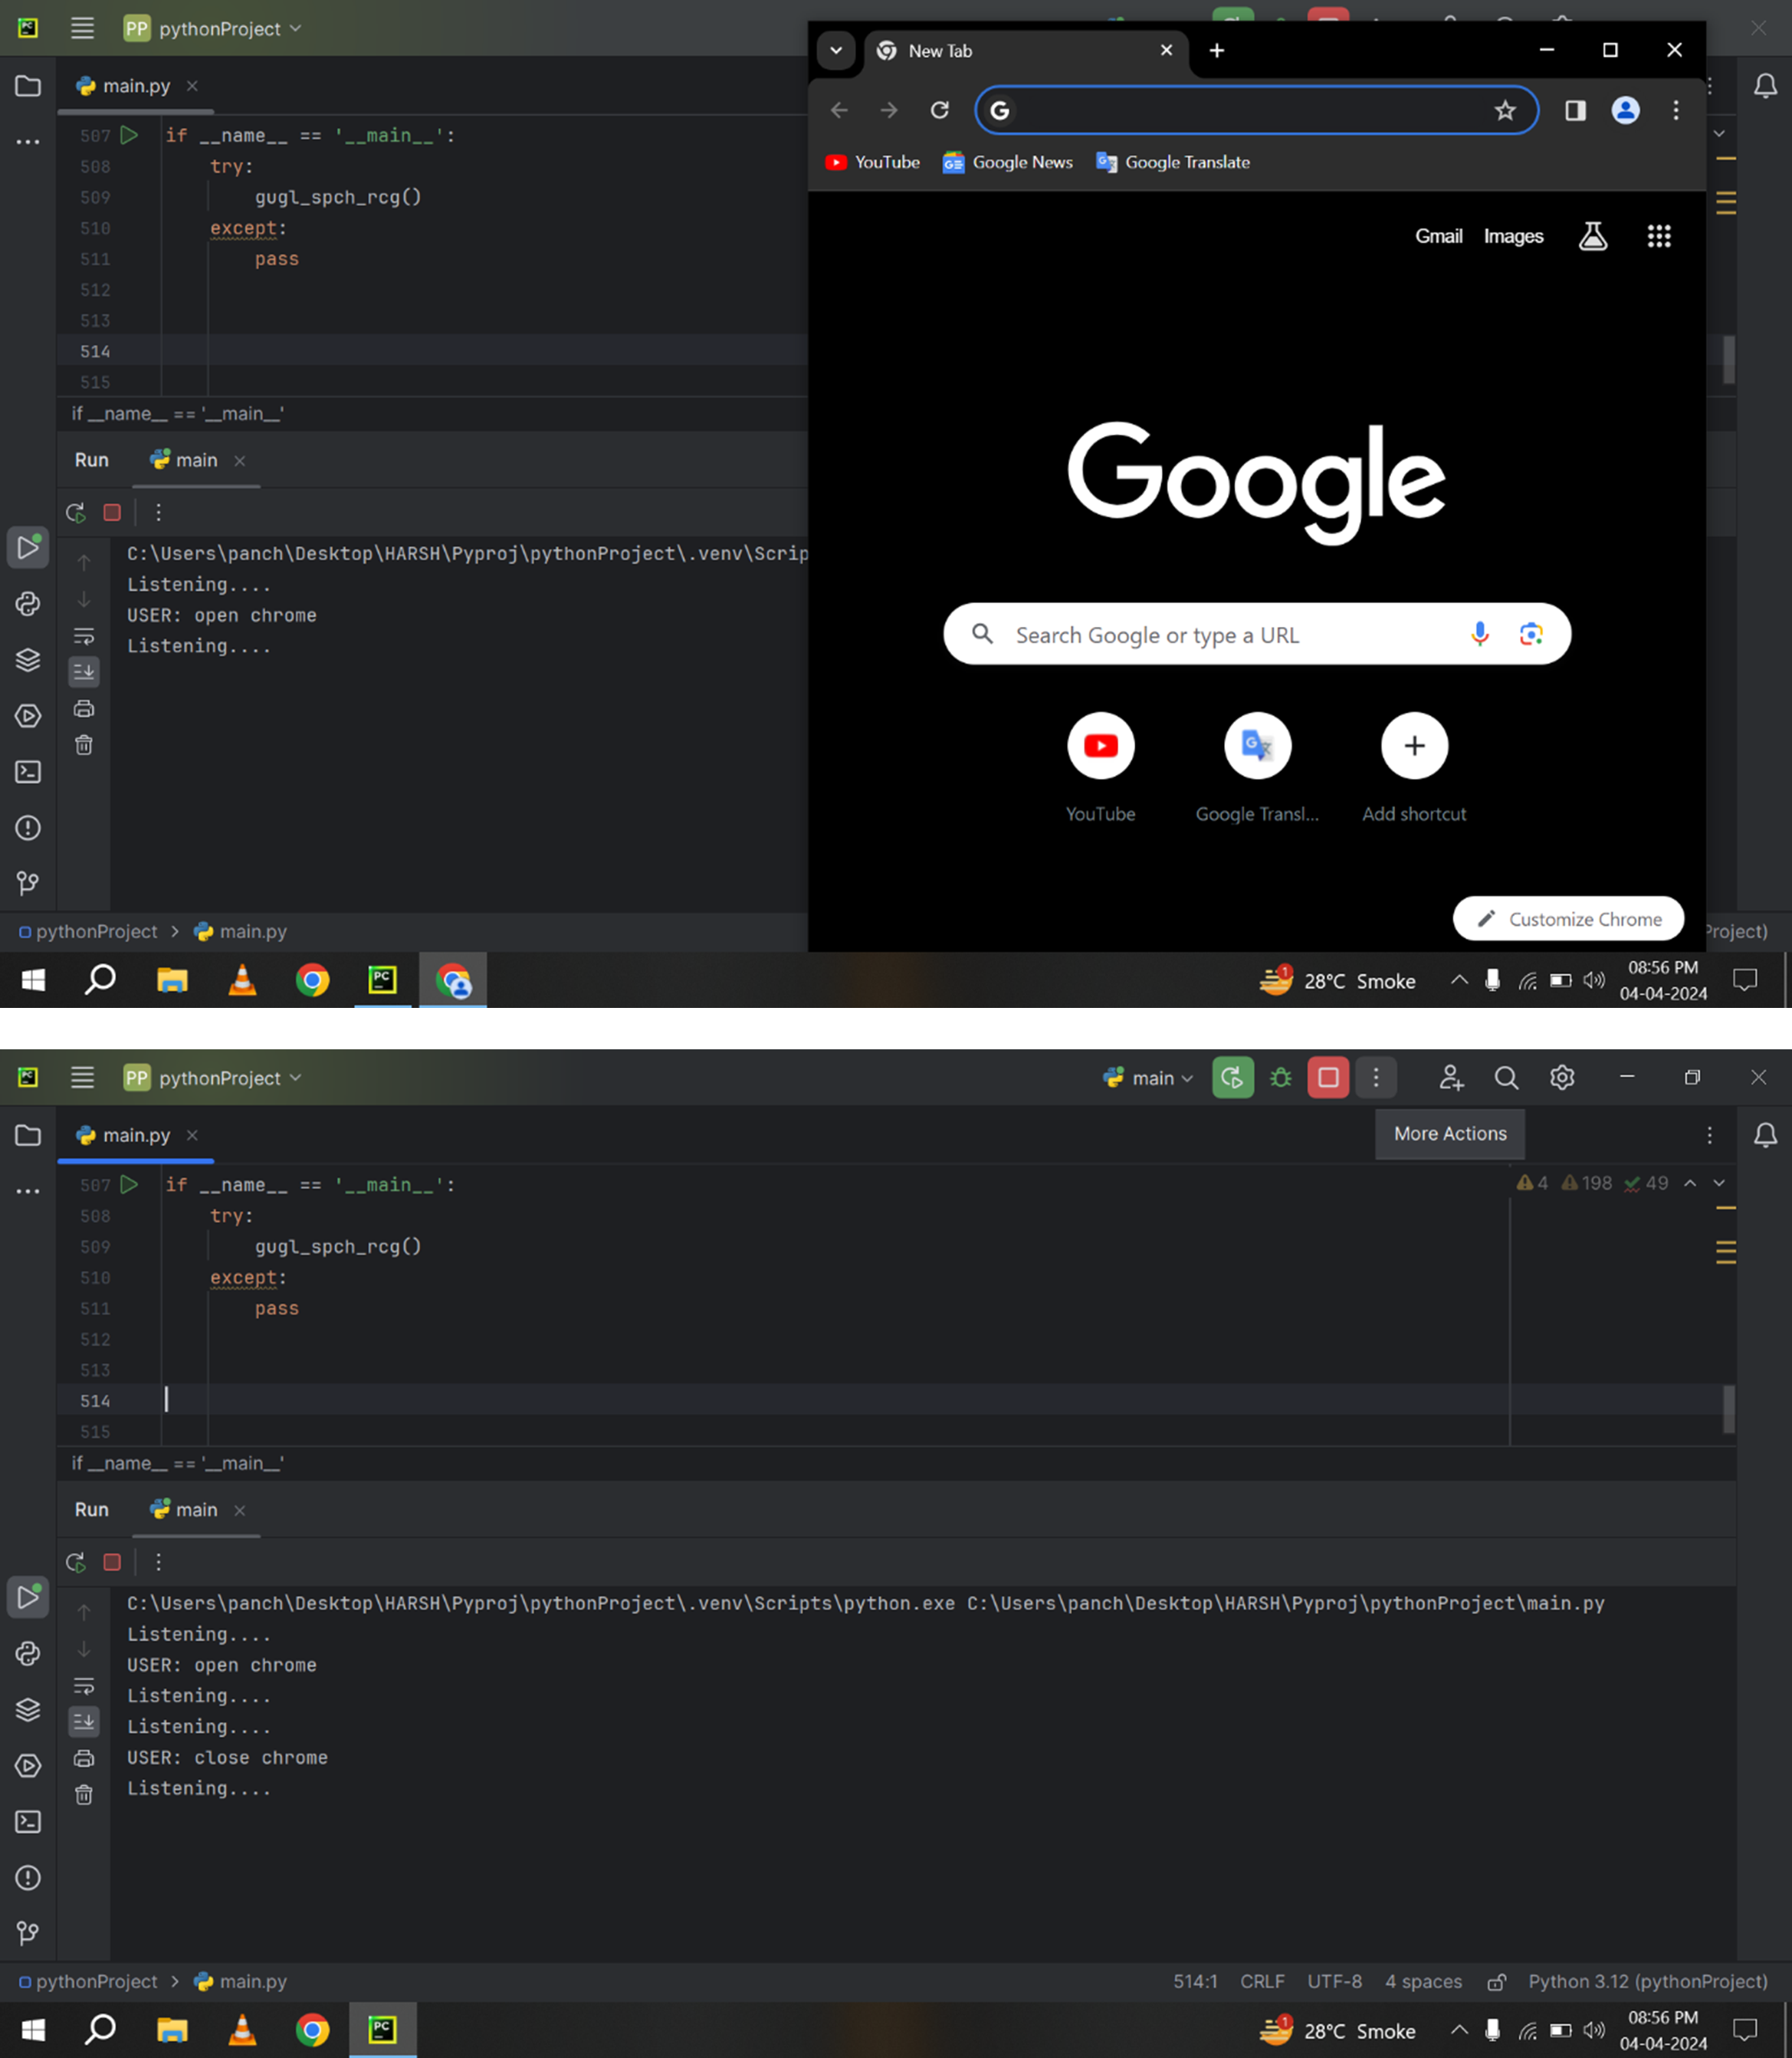 PC
PP pythonProject
main.py
507 if __name__ == '__main__':
508 try:
509 gugl_spch_rcg()
510 except:
511 pass
512
513
514
515
if __name__ == '__main__'
Run main
C:\Users\panch\Desktop\HARSH\Pyproj\pythonProject\.venv\Scrip
Listening....
USER: open chrome
Listening....
pythonProject > main.py
New Tab
G
YouTube Google News Google Translate
Gmail Images
Google
Search Google or type a URL
YouTube Google Transl... Add shortcut
Customize Chrome
Project)
PC
1 28°C Smoke 08:56 PM
04-04-2024
PC
PP pythonProject main
main.py More Actions
507 if __name__ == '__main__': 4 198 49
508 try:
509 gugl_spch_rcg()
510 except:
511 pass
512
513
514
515
if __name__ == '__main__'
Run main
C:\Users\panch\Desktop\HARSH\Pyproj\pythonProject\.venv\Scripts\python.exe C:\Users\panch\Desktop\HARSH\Pyproj\pythonProject\main.py
Listening....
USER: open chrome
Listening....
Listening....
USER: close chrome
Listening....
pythonProject > main.py 514:1 CRLF UTF-8 4 spaces Python 3.12 (pythonProject)
PC
1 28°C Smoke 08:56 PM
04-04-2024